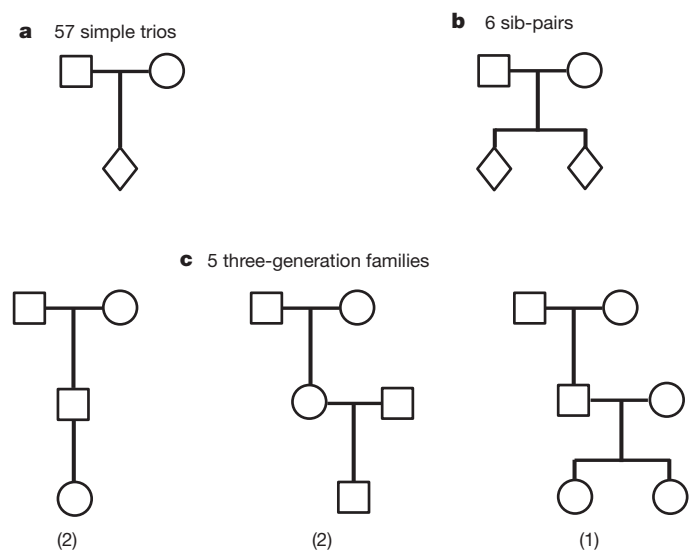 a 57 simple trios
b 6 sib-pairs
c 5 three-generation families
(2)
(2)
(1)